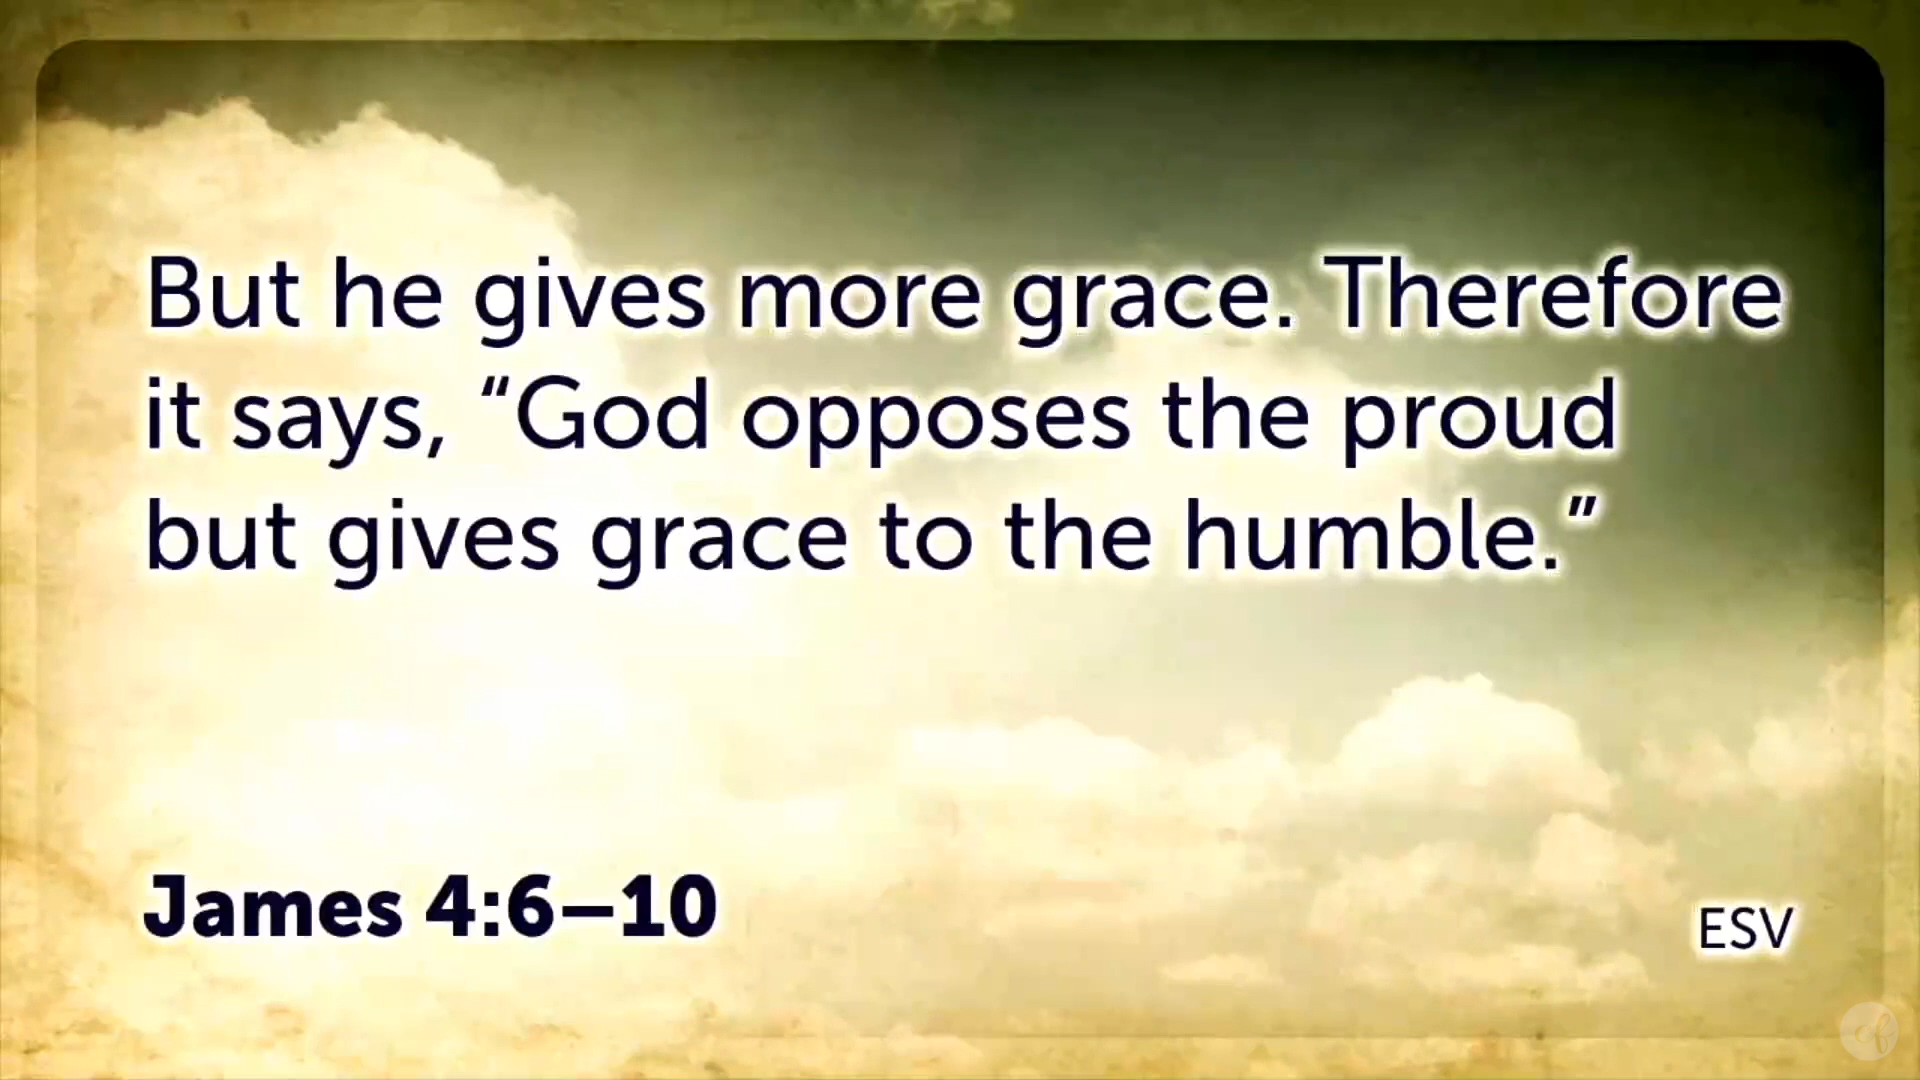 But he gives more grace. Therefore
it says, “God opposes the proud
but gives grace to the humble.”
James 4:6–10
ESV